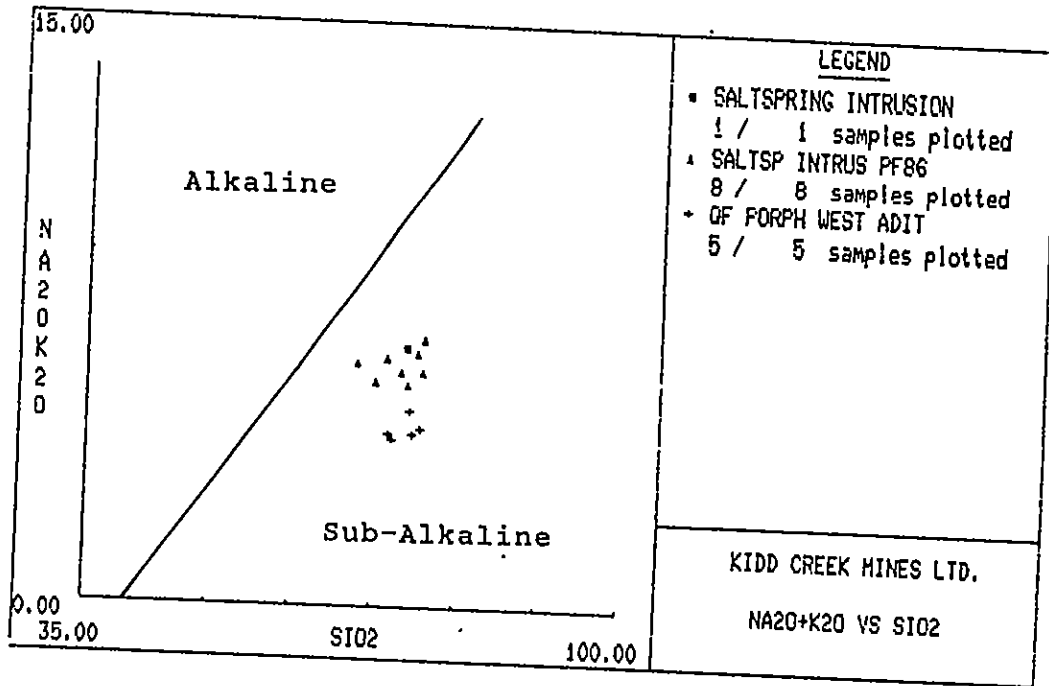 15.00
Alkaline
NA2OK2O
Sub-Alkaline
0.00
35.00
SIO2
100.00
LEGEND
SALTSPRING INTRUSION
1 / 1 samples plotted
SALTSP INTRUS PF86
8 / 8 samples plotted
QF PORPH WEST ADIT
5 / 5 samples plotted
KIDD CREEK MINES LTD.
NA2O+K2O VS SIO2